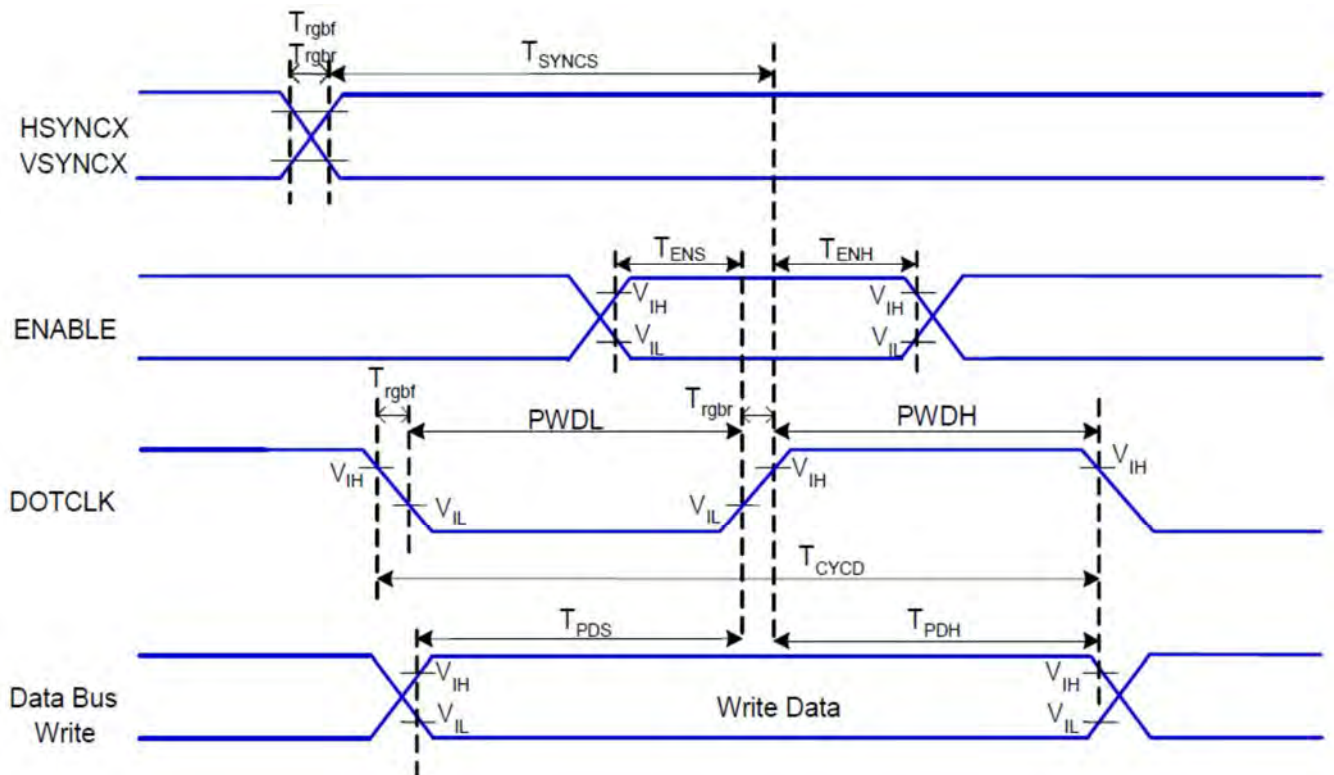 Trgbf
Trgbr
TSYNCS
HSYNCX
VSYNCX
TENS
TENH
VIH
VIH
ENABLE
VIL
VIL
Trgbf
Trgbr
PWDL
PWDH
VIH
VIH
VIH
DOTCLK
VIL
VIL
TCYCD
TPDS
TPDH
VIH
VIH
Data Bus
Write
Write Data
VIL
VIL